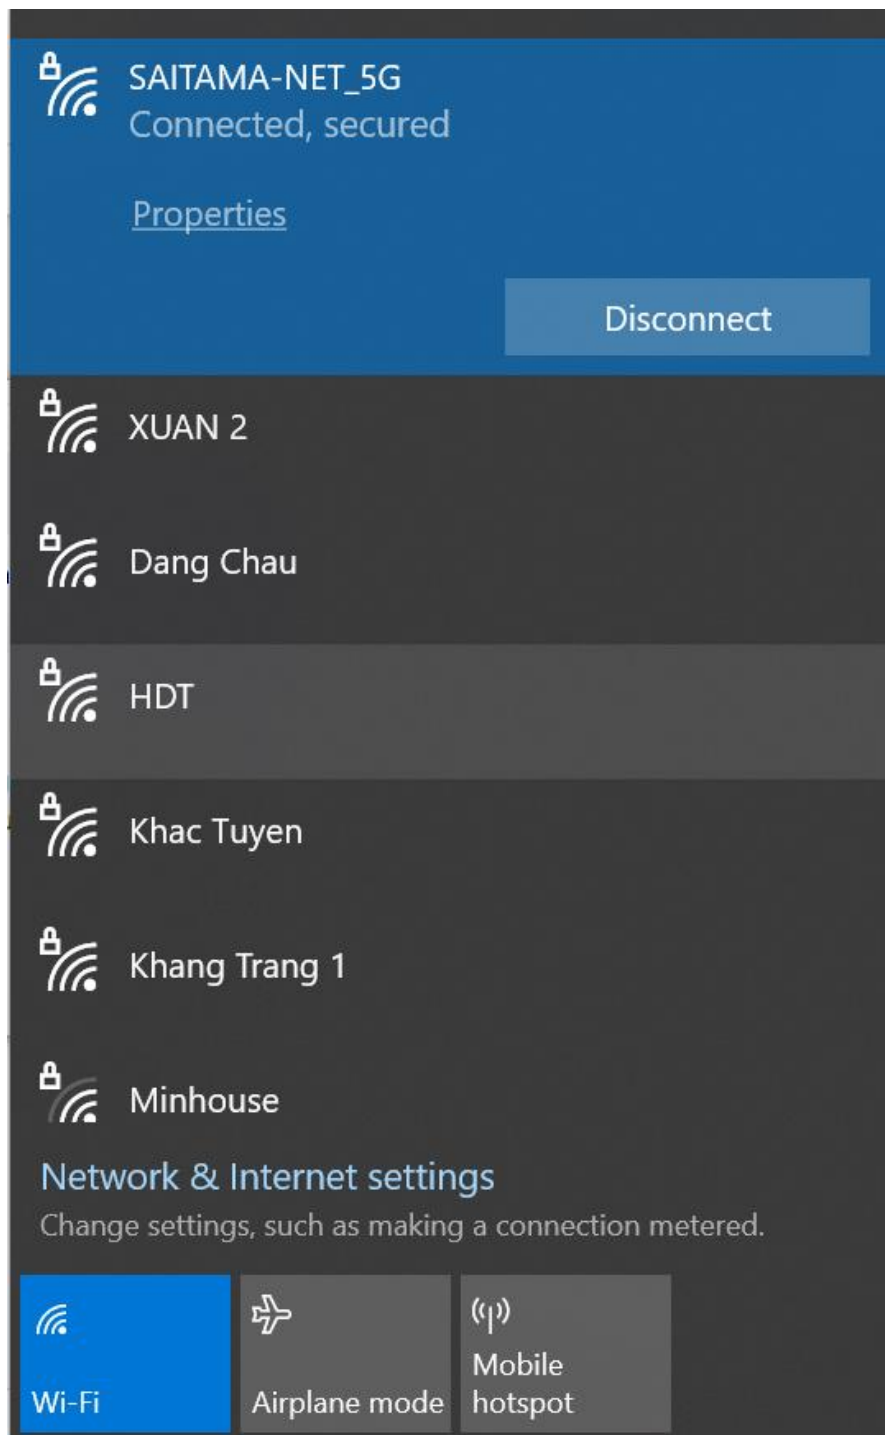 SAITAMA-NET_5G
Connected, secured
Properties
Disconnect
XUAN 2
Dang Chau
HDT
Khac Tuyen
Khang Trang 1
Minhouse
Network & Internet settings
Change settings, such as making a connection metered.
Wi-Fi
Airplane mode
Mobile
hotspot